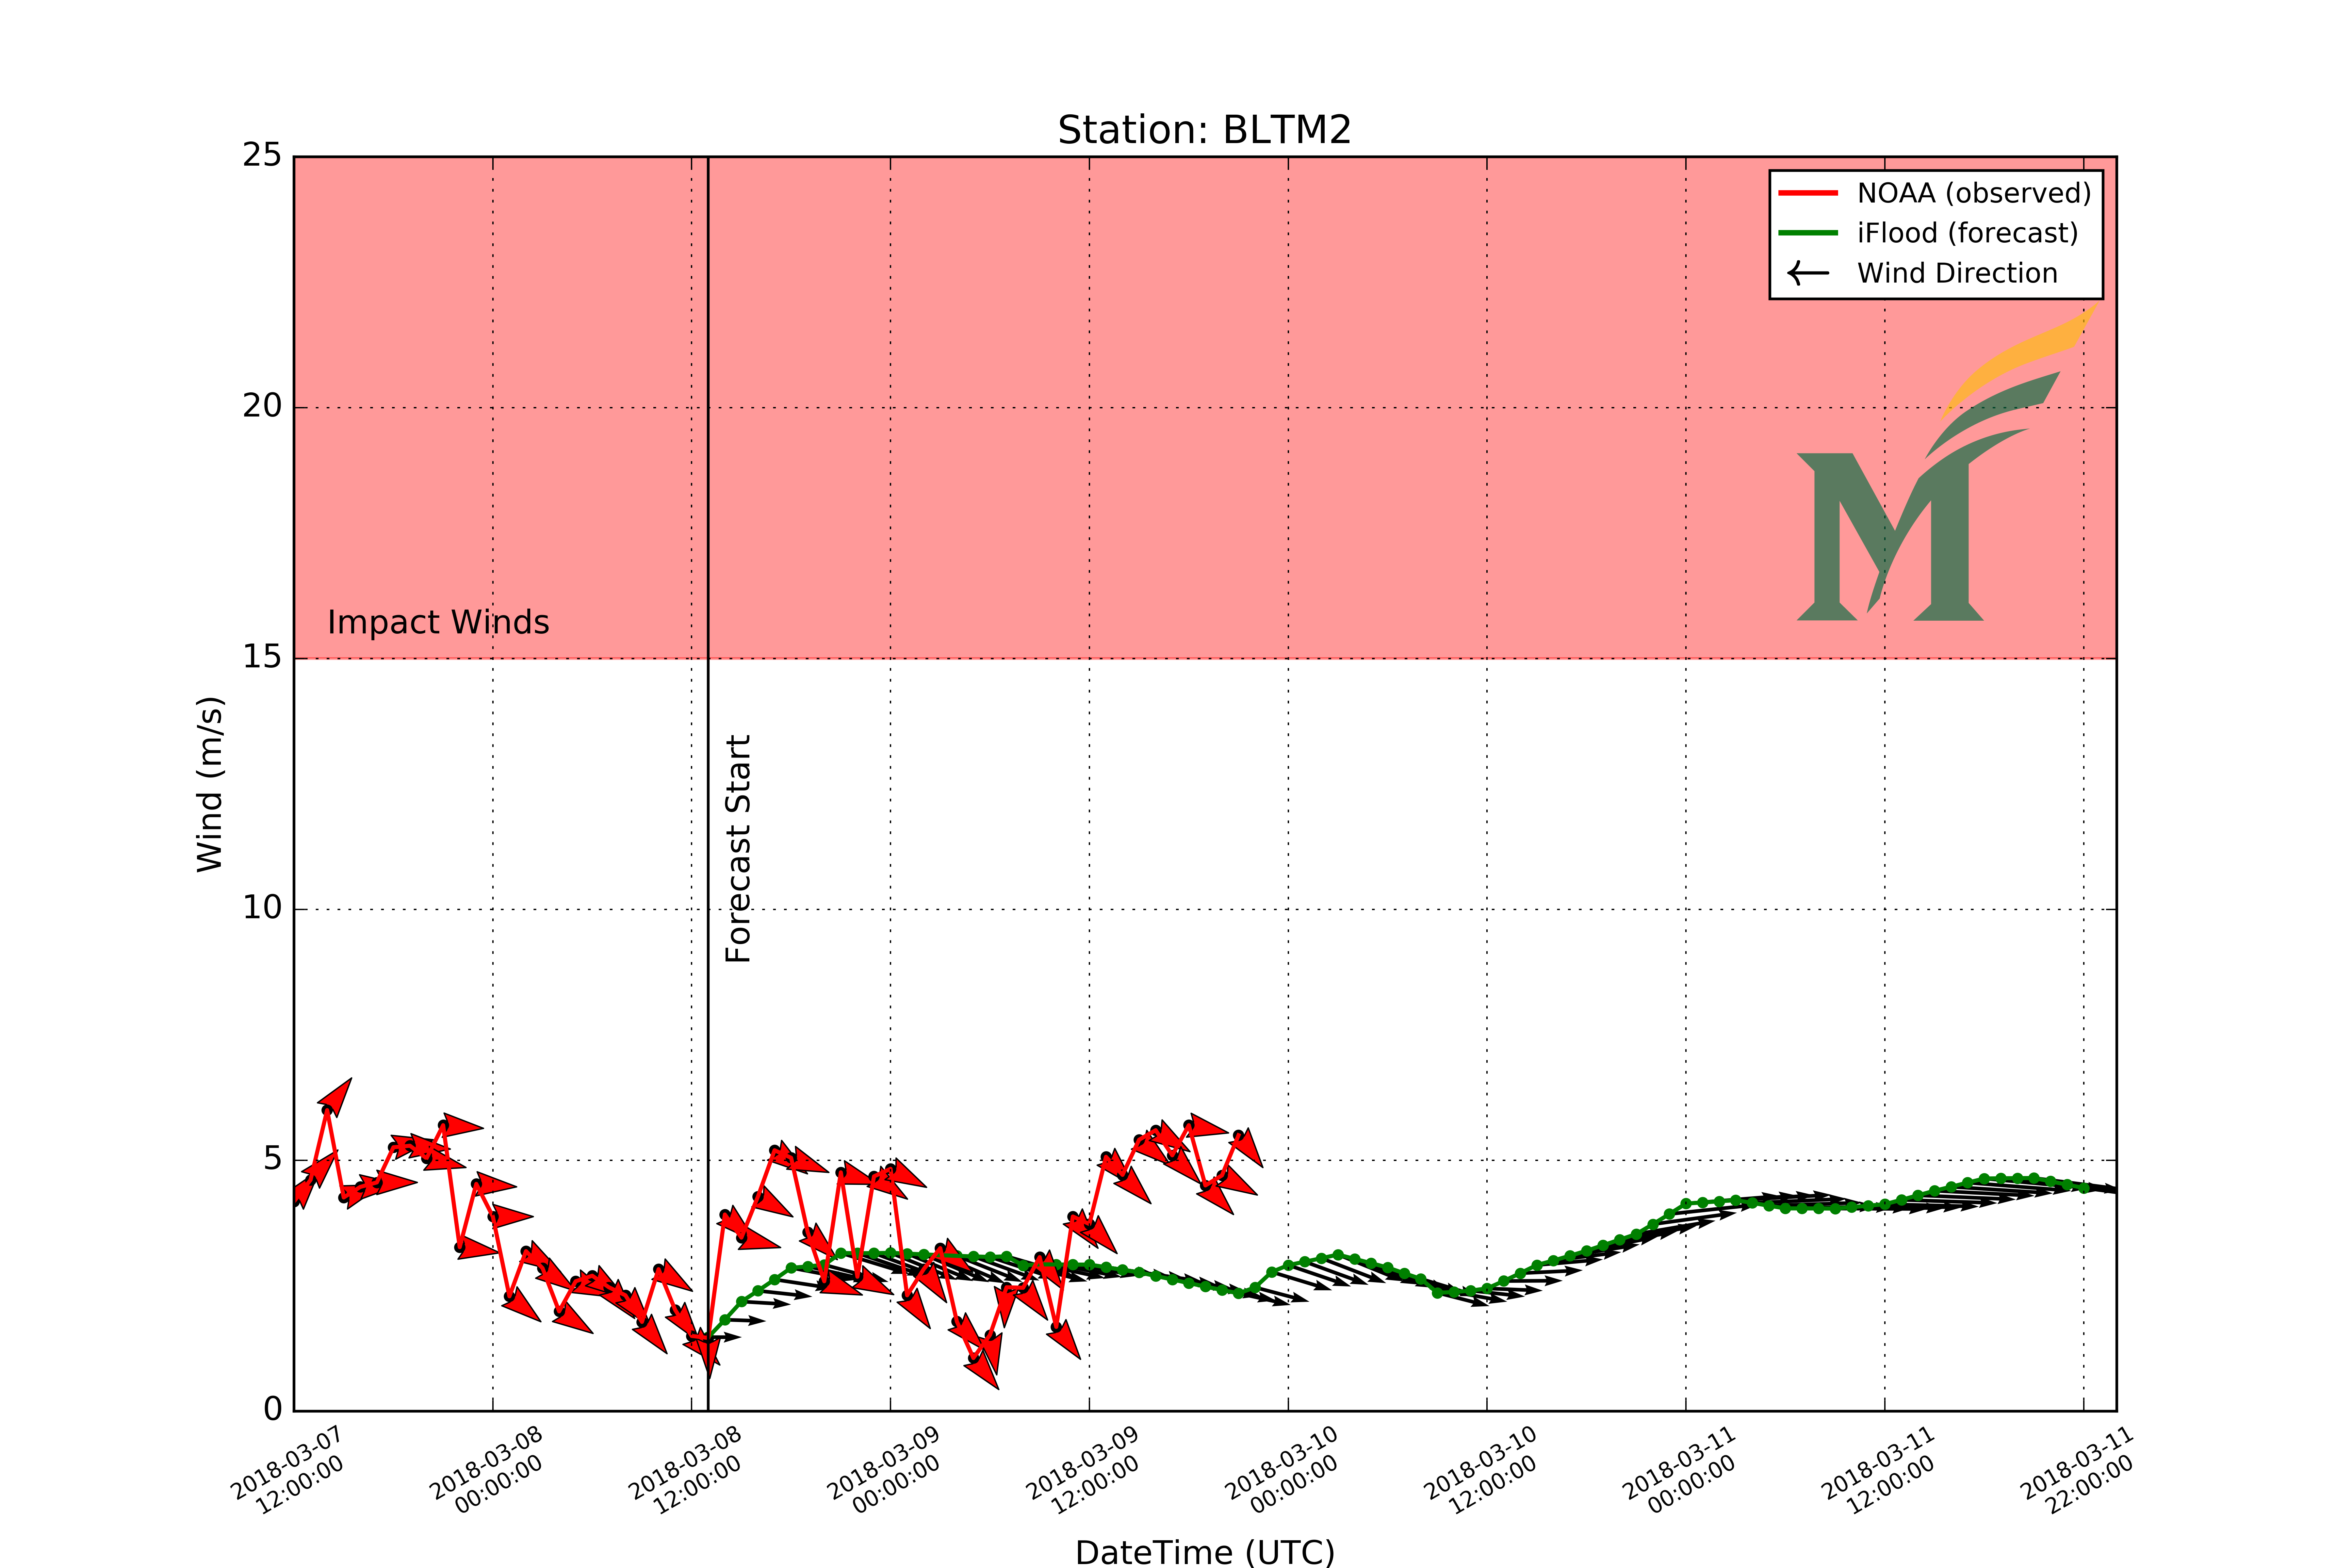 Station: BLTM2
25
20
15
10
5
0
Wind (m/s)
NOAA (observed)
iFlood (forecast)
Wind Direction
M
Impact Winds
Forecast Start
2018-03-07
12:00:00
2018-03-08
00:00:00
2018-03-08
12:00:00
2018-03-09
00:00:00
2018-03-09
12:00:00
2018-03-10
00:00:00
2018-03-10
12:00:00
2018-03-11
00:00:00
2018-03-11
12:00:00
2018-03-11
22:00:00
DateTime (UTC)